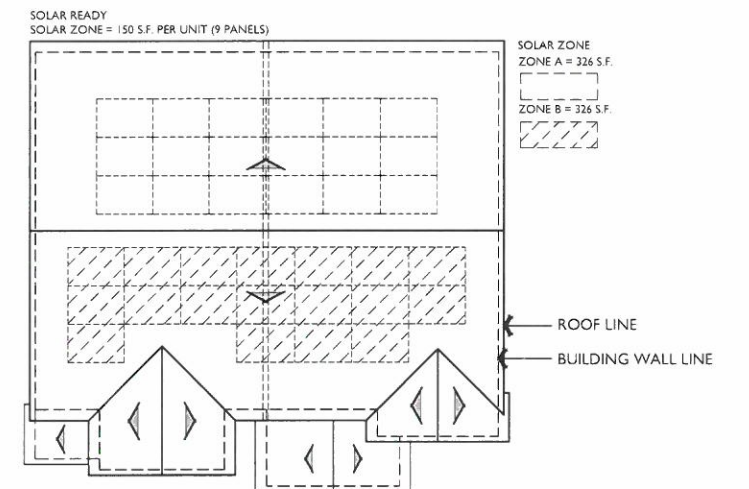 SOLAR READY
SOLAR ZONE = 150 S.F. PER UNIT (9 PANELS)
SOLAR ZONE
ZONE A = 326 S.F.
ZONE B = 326 S.F.
ROOF LINE
BUILDING WALL LINE